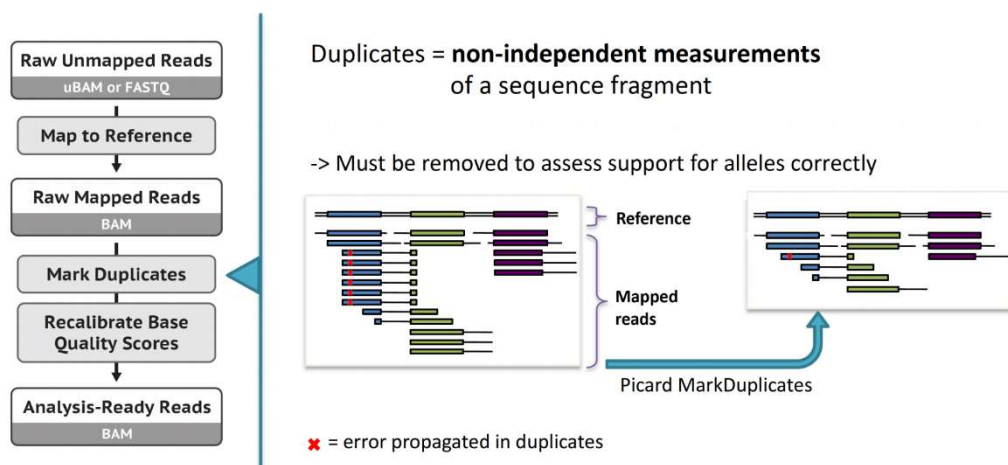 Raw Unmapped Reads
uBAM or FASTQ
Map to Reference
Raw Mapped Reads
BAM
Mark Duplicates
Recalibrate Base
Quality Scores
Analysis-Ready Reads
BAM
Duplicates = non-independent measurements
of a sequence fragment
-> Must be removed to assess support for alleles correctly
Reference
Mapped
reads
Picard MarkDuplicates
= error propagated in duplicates